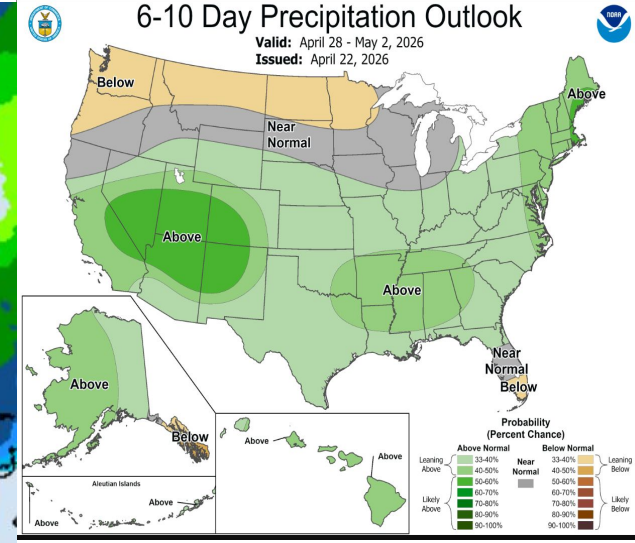 6-10 Day Precipitation Outlook
Valid: April 28 - May 2, 2026
Issued: April 22, 2026
NOAA
Below
Near
Normal
Above
Above
Above
Near
Normal
Below
Above
Below
Aleutian Islands
Above
Above
Above
Above
Probability
(Percent Chance)
Above Normal Below Normal
Leaning Above
33-40%
40-50%
Likely Above
50-60%
60-70%
70-80%
80-90%
90-100%
Near
Normal
33-40%
40-50%
Leaning Below
50-60%
60-70%
70-80%
80-90%
90-100%
Likely Below